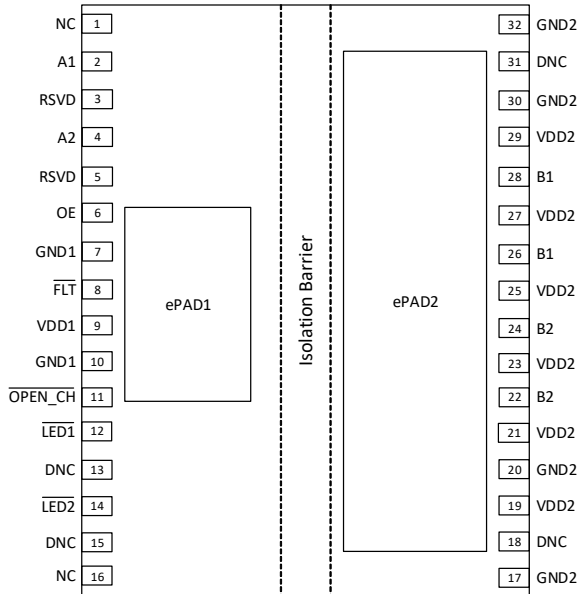 NC 1
A1 2
RSVD 3
A2 4
RSVD 5
OE 6
GND1 7
FLT 8
VDD1 9
GND1 10
OPEN_CH 11
LED1 12
DNC 13
LED2 14
DNC 15
NC 16
ePAD1
Isolation Barrier
ePAD2
32 GND2
31 DNC
30 GND2
29 VDD2
28 B1
27 VDD2
26 B1
25 VDD2
24 B2
23 VDD2
22 B2
21 VDD2
20 GND2
19 VDD2
18 DNC
17 GND2